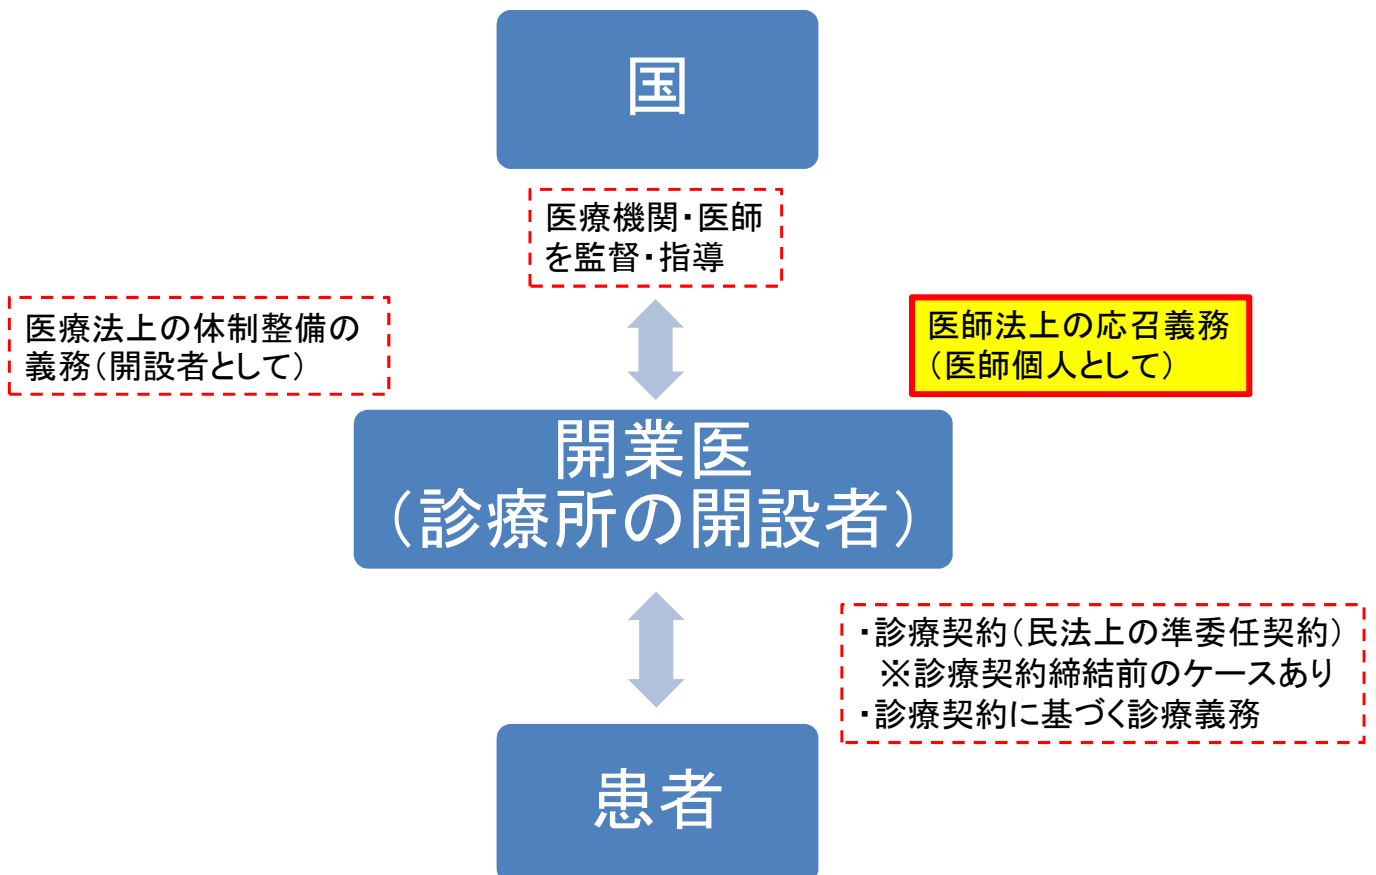 国
医療機関・医師
を監督・指導
医療法上の体制整備の
義務（開設者として）
医師法上の応召義務
（医師個人として）
開業医
（診療所の開設者）
・診療契約（民法上の準委任契約）
※診療契約締結前のケースあり
・診療契約に基づく診療義務
患者